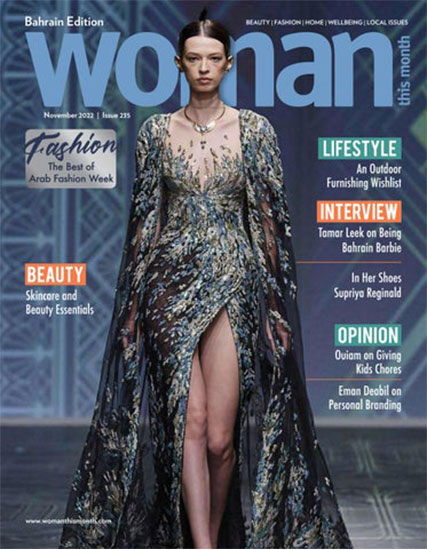 Bahrain Edition
BEAUTY | FASHION | HOME | WELLBEING | LOCAL ISSUES
woman
this month
November 2022 | Issue 235
Fashion
The Best of
Arab Fashion Week
LIFESTYLE
An Outdoor
Furnishing Wishlist
INTERVIEW
Tamar Leek on Being
Bahrain Barbie
In Her Shoes
Supriya Reginald
BEAUTY
Skincare and
Beauty Essentials
OPINION
Ouiam on Giving
Kids Chores
Eman Deabil on
Personal Branding
www.womanthismonth.com